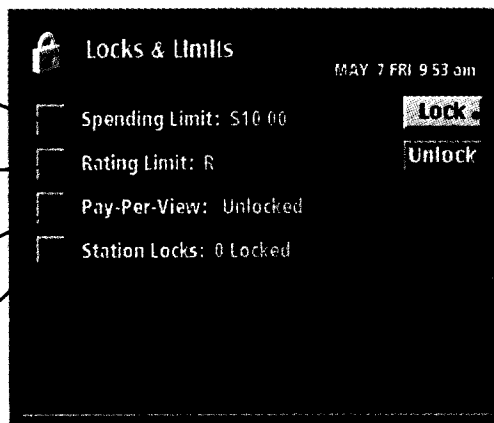 Locks & Limits
MAY 7 FRI 9 53 am
Spending Limit: $10 00
Lock
Rating Limit: R
Unlock
Pay-Per-View: Unlocked
Station Locks: 0 Locked